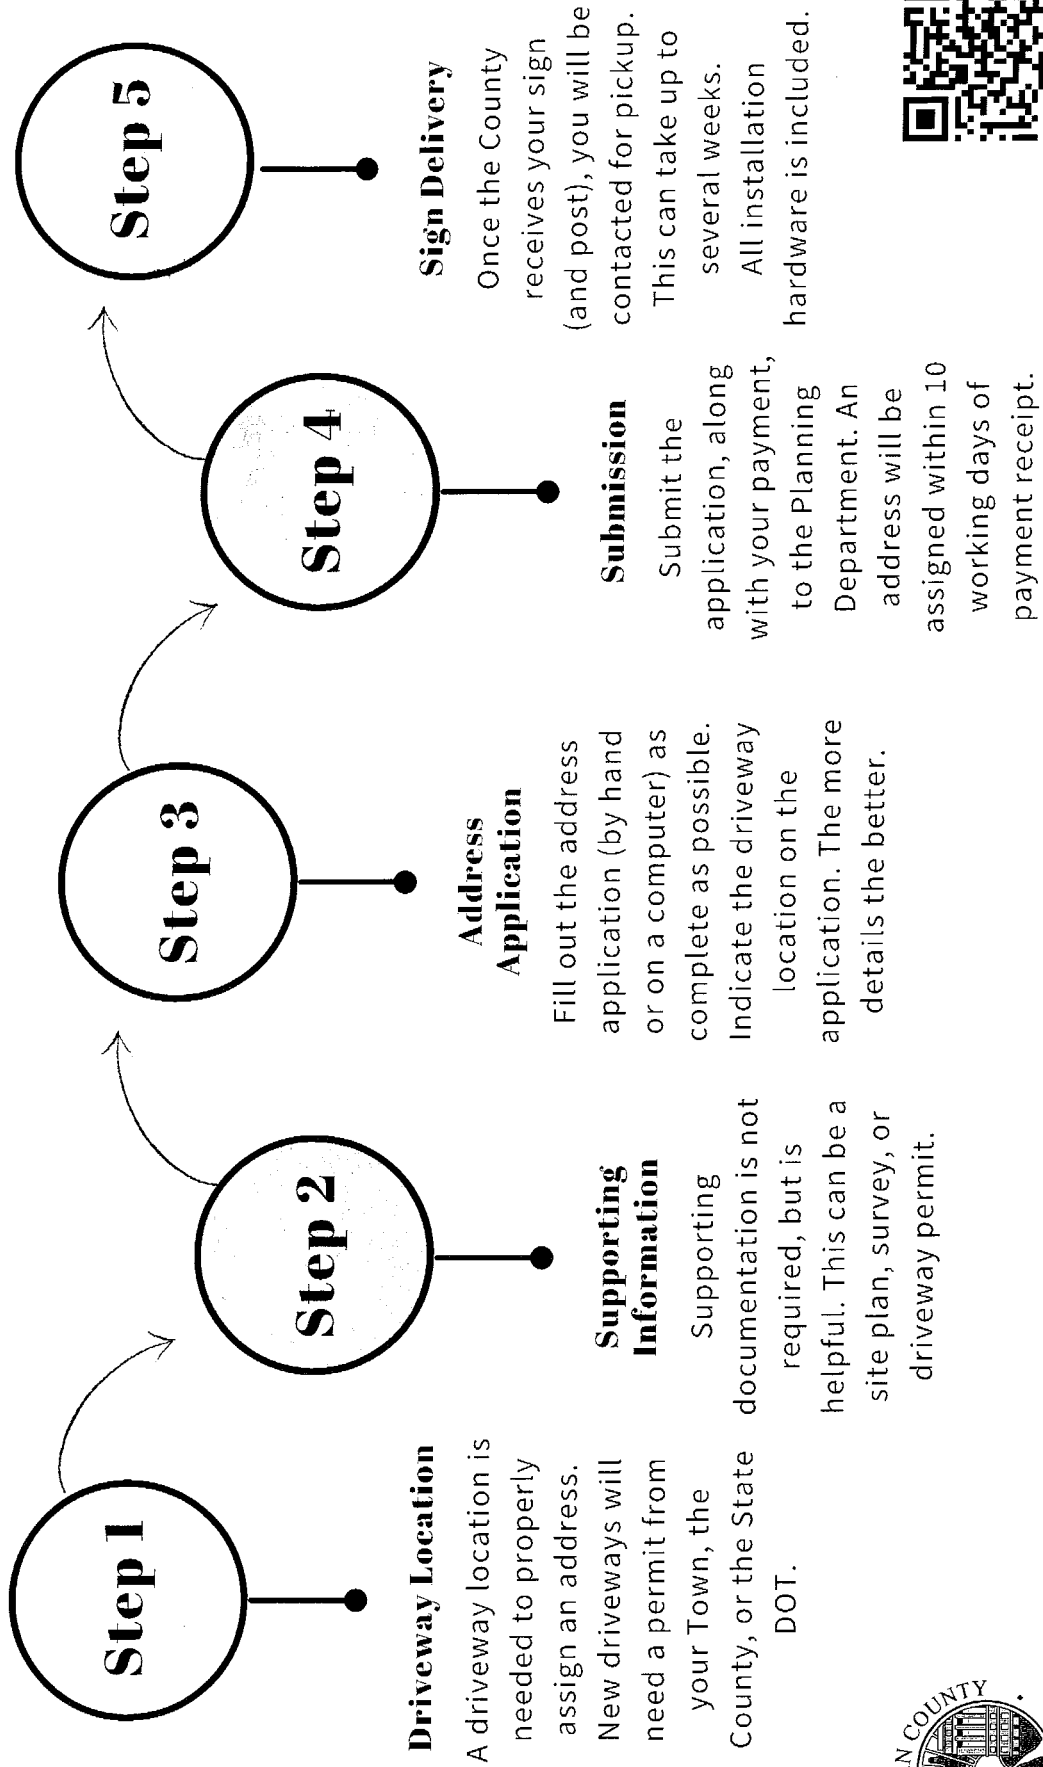 Step 1
Driveway Location
A driveway location is
needed to properly
assign an address.
New driveways will
need a permit from
your Town, the
County, or the State
DOT.
Step 2
Supporting
Information
Supporting
documentation is not
required, but is
helpful. This can be a
site plan, survey, or
driveway permit.
Step 3
Address
Application
Fill out the address
application (by hand
or on a computer) as
complete as possible.
Indicate the driveway
location on the
application. The more
details the better.
Step 4
Submission
Submit the
application, along
with your payment,
to the Planning
Department. An
address will be
assigned within 10
working days of
payment receipt.
Step 5
Sign Delivery
Once the County
receives your sign
(and post), you will be
contacted for pickup.
This can take up to
several weeks.
All installation
hardware is included.
COUNTY